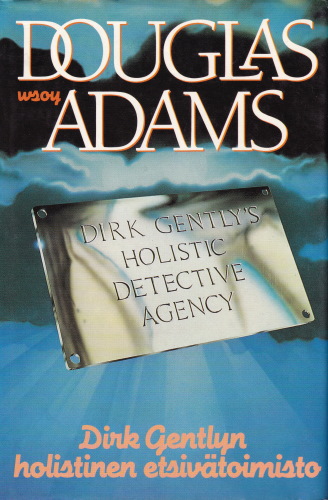 DOUGLAS
wsoy
ADAMS
DIRK GENTLY'S
HOLISTIC
DETECTIVE
AGENCY
Dirk Gentlyn
holistinen etsivätoimisto